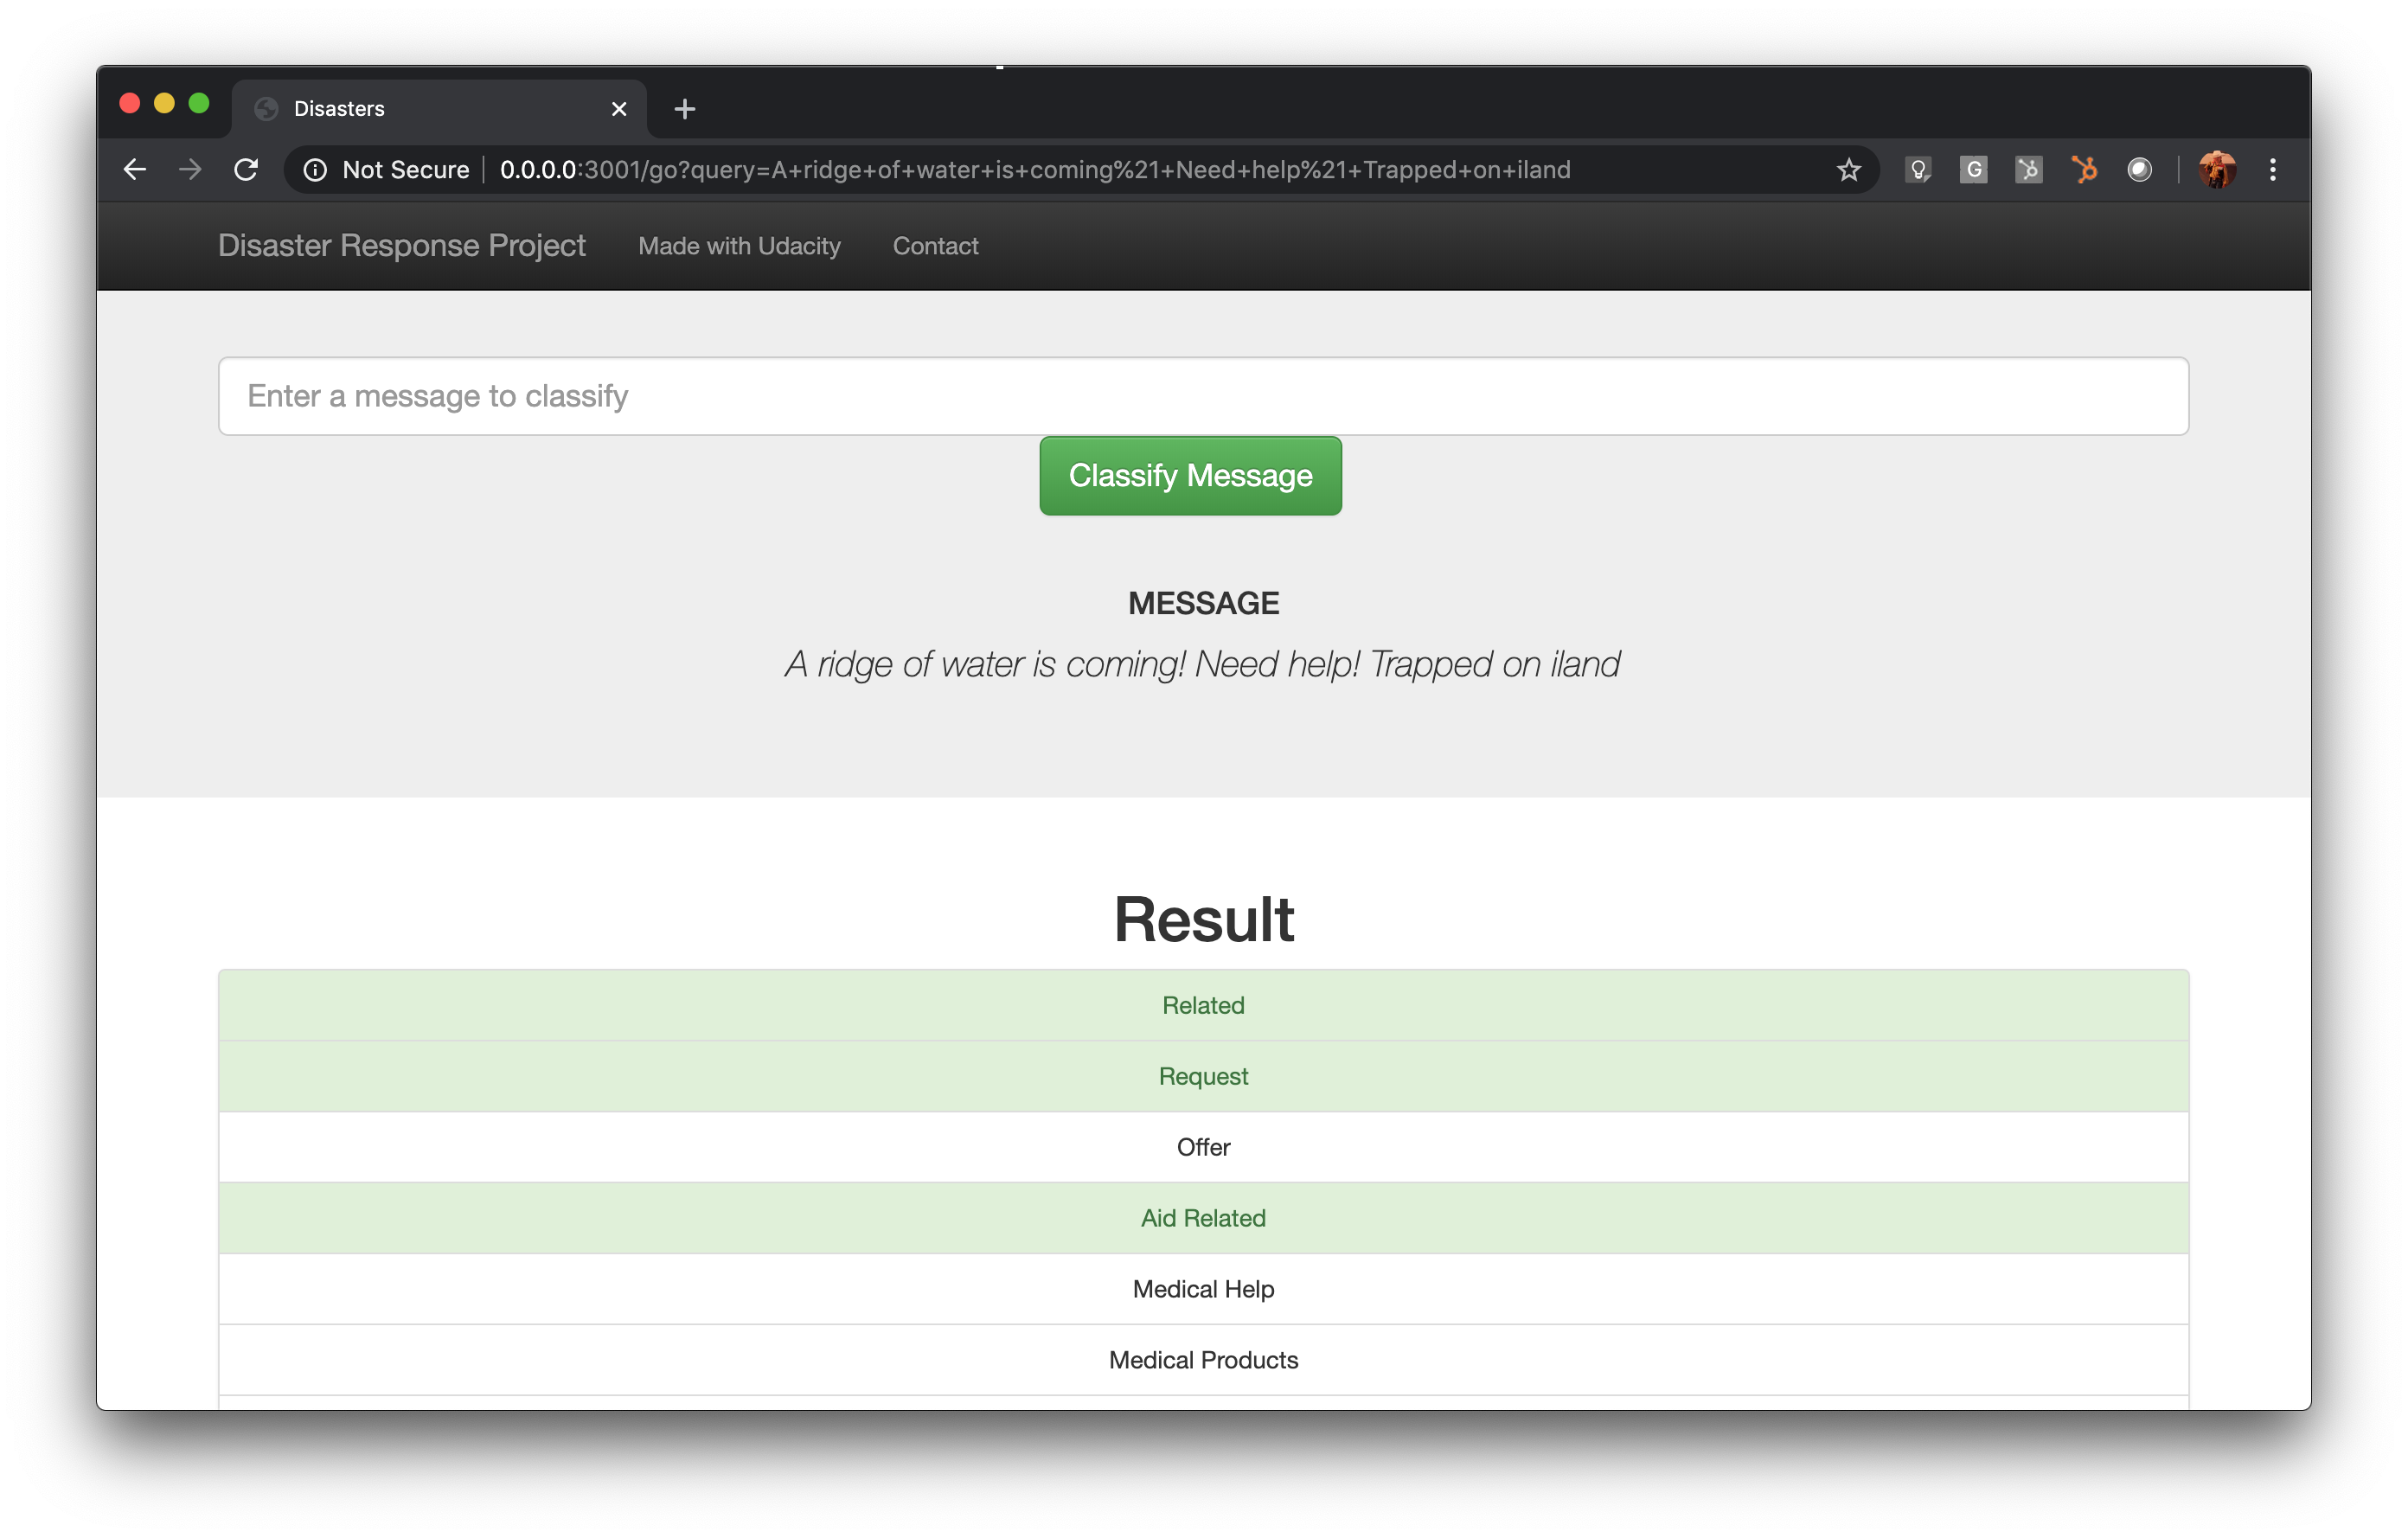 Disasters
Not Secure 0.0.0.0:3001/go?query=A+ridge+of+water+is+coming%21+Need+help%21+Trapped+on+iland
G
Disaster Response Project Made with Udacity Contact
Enter a message to classify
Classify Message
MESSAGE
A ridge of water is coming! Need help! Trapped on iland
Result
Related
Request
Offer
Aid Related
Medical Help
Medical Products